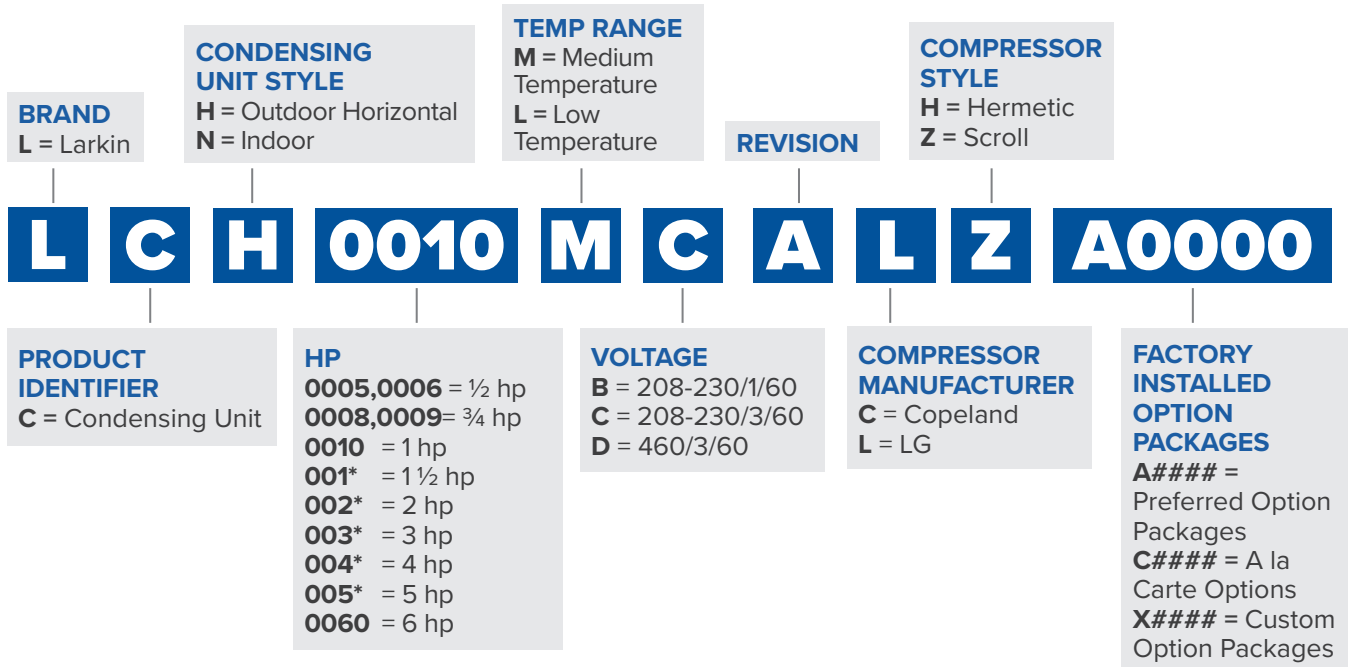 BRAND
L = Larkin
CONDENSING
UNIT STYLE
H = Outdoor Horizontal
N = Indoor
TEMP RANGE
M = Medium
Temperature
L = Low
Temperature
REVISION
COMPRESSOR
STYLE
H = Hermetic
Z = Scroll
L C H 0010 M C A L Z A0000
PRODUCT
IDENTIFIER
C = Condensing Unit
HP
0005,0006 = ½ hp
0008,0009= ¾ hp
0010 = 1 hp
001* = 1 ½ hp
002* = 2 hp
003* = 3 hp
004* = 4 hp
005* = 5 hp
0060 = 6 hp
VOLTAGE
B = 208-230/1/60
C = 208-230/3/60
D = 460/3/60
COMPRESSOR
MANUFACTURER
C = Copeland
L = LG
FACTORY
INSTALLED
OPTION
PACKAGES
A#### =
Preferred Option
Packages
C#### = A la
Carte Options
X#### = Custom
Option Packages